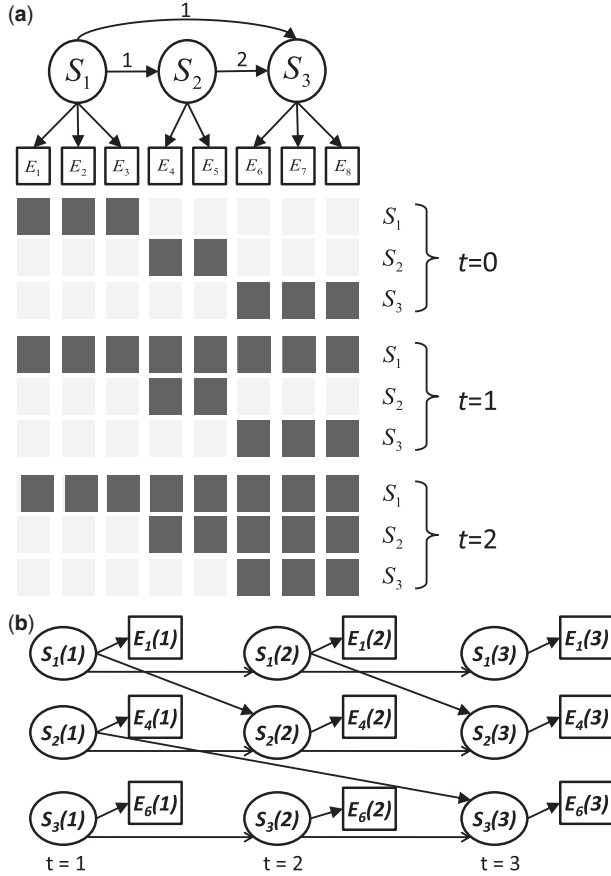 (a)
1
S1 1 S2 2 S3
E1 E2 E3 E4 E5 E6 E7 E8
S1
S2 t=0
S3
S1
S2 t=1
S3
S1
S2 t=2
S3
(b)
S1(1) E1(1) S1(2) E1(2) S1(3) E1(3)
S2(1) E4(1) S2(2) E4(2) S2(3) E4(3)
S3(1) E6(1) S3(2) E6(2) S3(3) E6(3)
t = 1 t = 2 t = 3